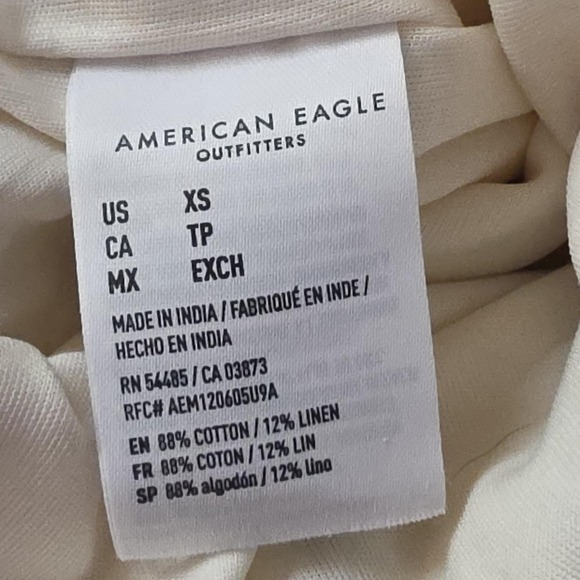 AMERICAN EAGLE
OUTFITTERS
US XS
CA TP
MX EXCH
MADE IN INDIA / FABRIQUÉ EN INDE /
HECHO EN INDIA
RN 54485 / CA 03873
RFC# AEM120605U9A
EN 88% COTTON / 12% LINEN
FR 88% COTON / 12% LIN
SP 88% algodón / 12% lino